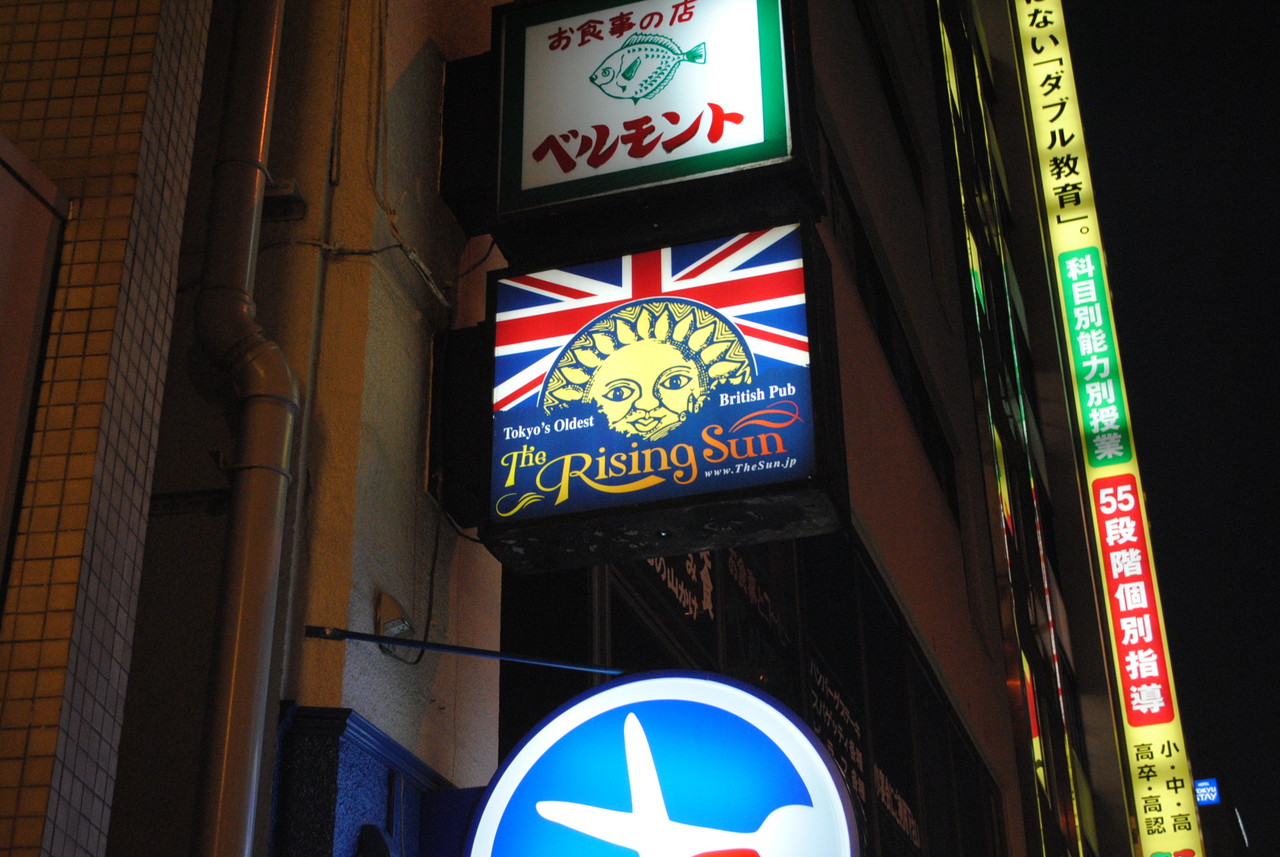 お食事の店
ベルモント
Tokyo's Oldest
British Pub
The Rising Sun
www.TheSun.jp
ない「ダブル教育」。
科目別能力別授業
55段階個別指導
小・中・高
高卒・高認
TOKYU
STAY